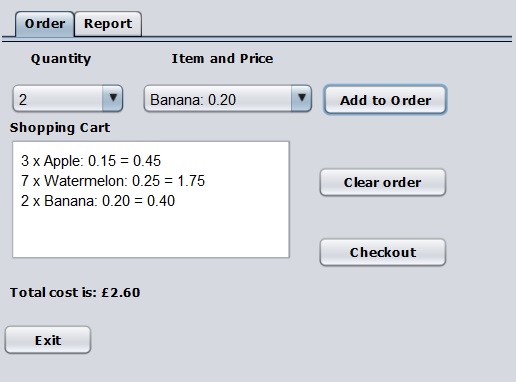 Order Report
Quantity Item and Price
2 Banana: 0.20 Add to Order
Shopping Cart
3 x Apple: 0.15 = 0.45
7 x Watermelon: 0.25 = 1.75
2 x Banana: 0.20 = 0.40
Clear order
Checkout
Total cost is: £2.60
Exit